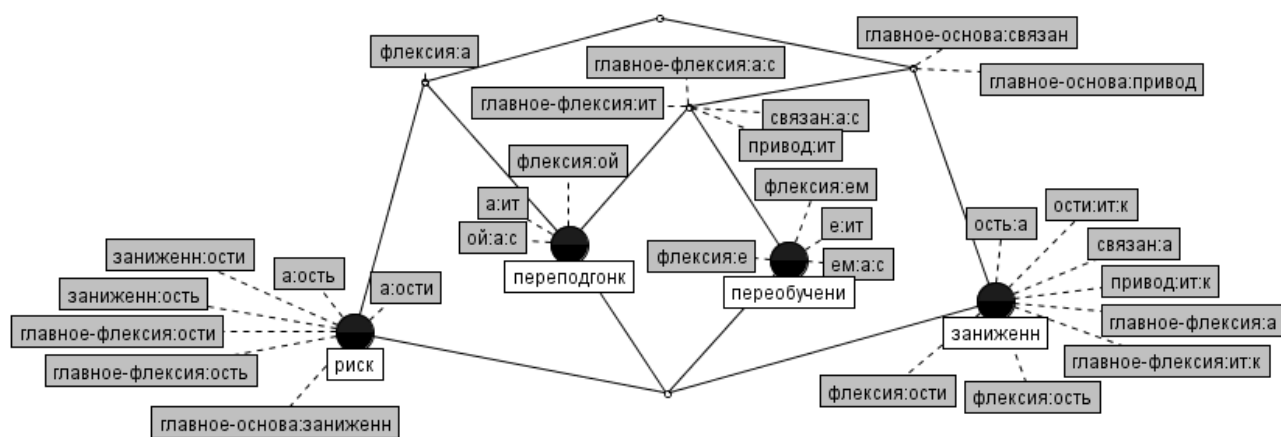 главное-основа:связан
флексия:а
главное-флексия:а:с
главное-основа:привод
главное-флексия:ит
связан:а:с
привод:ит
флексия:ой
флексия:ем
а:ит
ости:ит:к
ой:а:с
е:ит
ость:а
заниженн:ости
флексия:е
ем:а:с
связан:а
а:ость
переподгонк
переобучени
привод:ит:к
заниженн:ость
а:ости
главное-флексия:ости
главное-флексия:а
заниженн
главное-флексия:ость
риск
главное-флексия:ит:к
флексия:ости
флексия:ость
главное-основа:заниженн